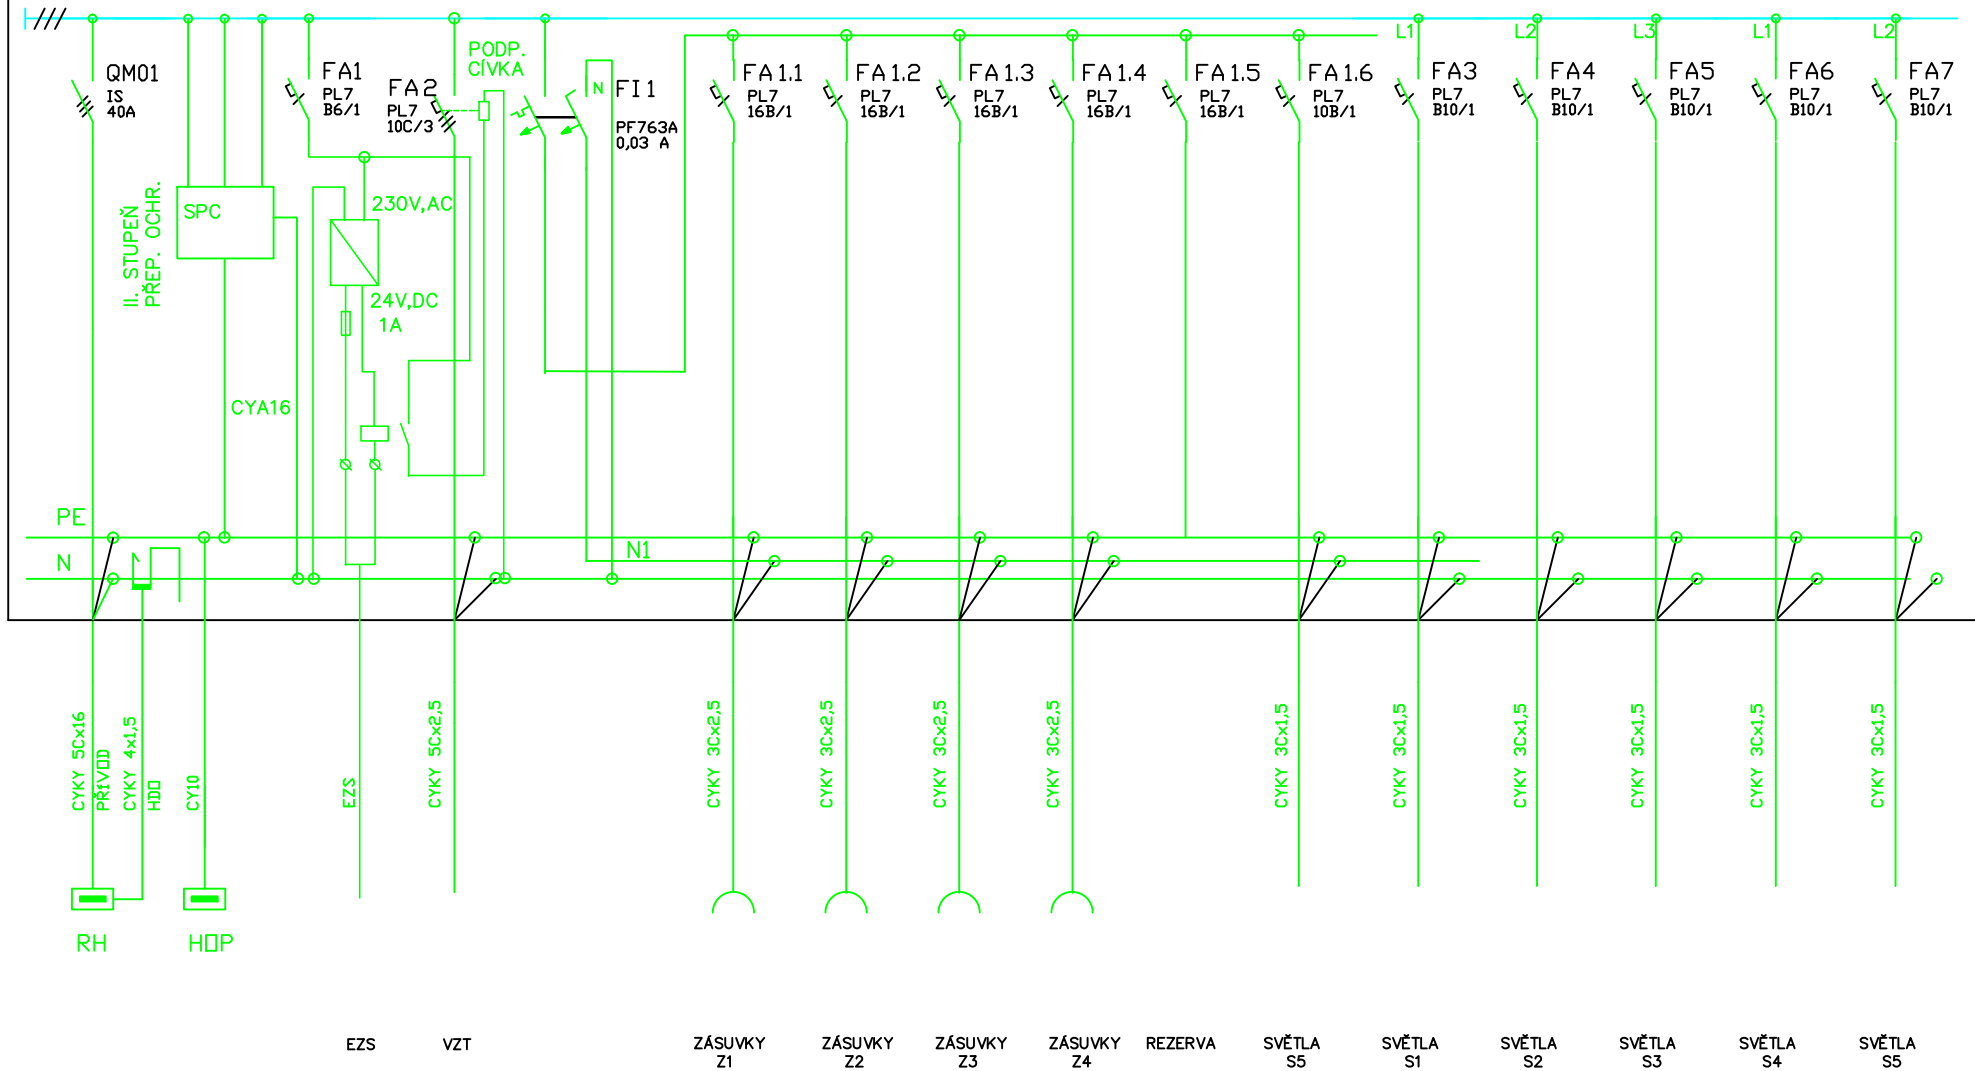 L1
L2
L3
L1
L2
QM01
IS
40A
FA1
PL7
B6/1
FA2
PL7
10C/3
PODP.
CÍVKA
N
FI1
PF763A
0,03 A
FA1.1
PL7
16B/1
FA1.2
PL7
16B/1
FA1.3
PL7
16B/1
FA1.4
PL7
16B/1
FA1.5
PL7
16B/1
FA1.6
PL7
10B/1
FA3
PL7
B10/1
FA4
PL7
B10/1
FA5
PL7
B10/1
FA6
PL7
B10/1
FA7
PL7
B10/1
II. STUPEŇ
PŘEP. OCHR.
SPC
230V,AC
24V,DC
1A
CYA16
PE
N
N1
CYKY 5Cx16
PŘÍVOD
CYKY 4x1,5
HDO
CY10
EZS
CYKY 5Cx2,5
CYKY 3Cx2,5
CYKY 3Cx2,5
CYKY 3Cx2,5
CYKY 3Cx2,5
CYKY 3Cx1,5
CYKY 3Cx1,5
CYKY 3Cx1,5
CYKY 3Cx1,5
CYKY 3Cx1,5
CYKY 3Cx1,5
RH
HOP
EZS
VZT
ZÁSUVKY
Z1
ZÁSUVKY
Z2
ZÁSUVKY
Z3
ZÁSUVKY
Z4
REZERVA
SVĚTLA
S5
SVĚTLA
S1
SVĚTLA
S2
SVĚTLA
S3
SVĚTLA
S4
SVĚTLA
S5